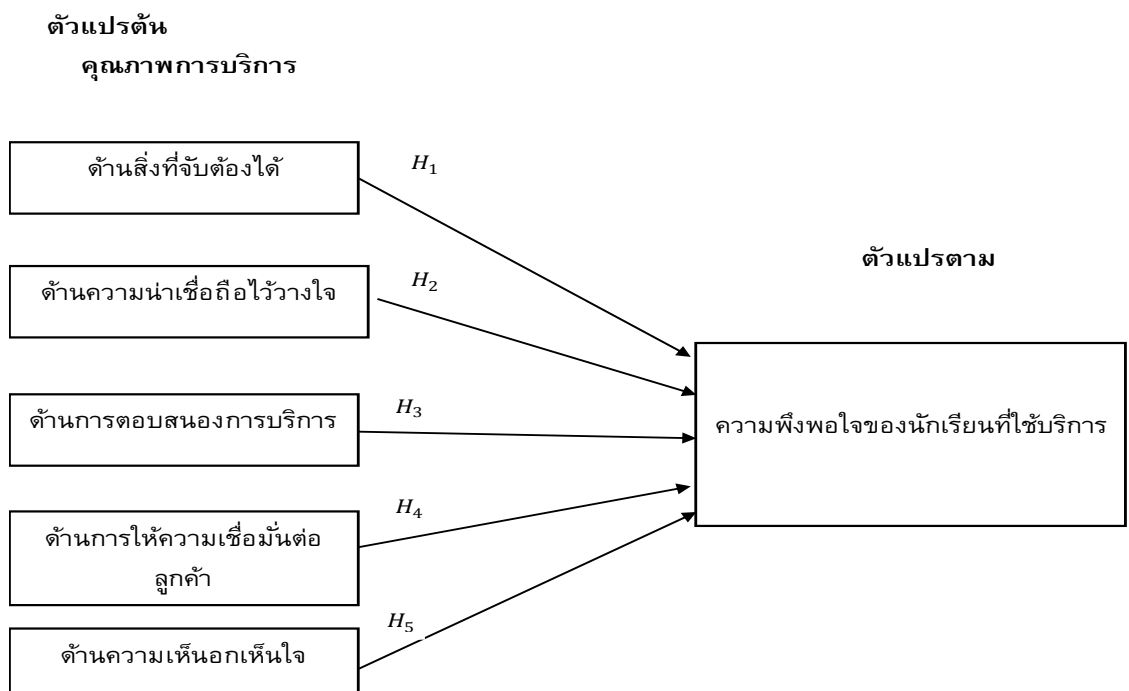 ตัวแปรต้น
คุณภาพการบริการ
ด้านสิ่งที่จับต้องได้
H₁
ด้านความน่าเชื่อถือไว้วางใจ
H₂
ด้านการตอบสนองการบริการ
H₃
ด้านการให้ความเชื่อมั่นต่อ
ลูกค้า
H₄
ด้านความเห็นอกเห็นใจ
H₅
ตัวแปรตาม
ความพึงพอใจของนักเรียนที่ใช้บริการ